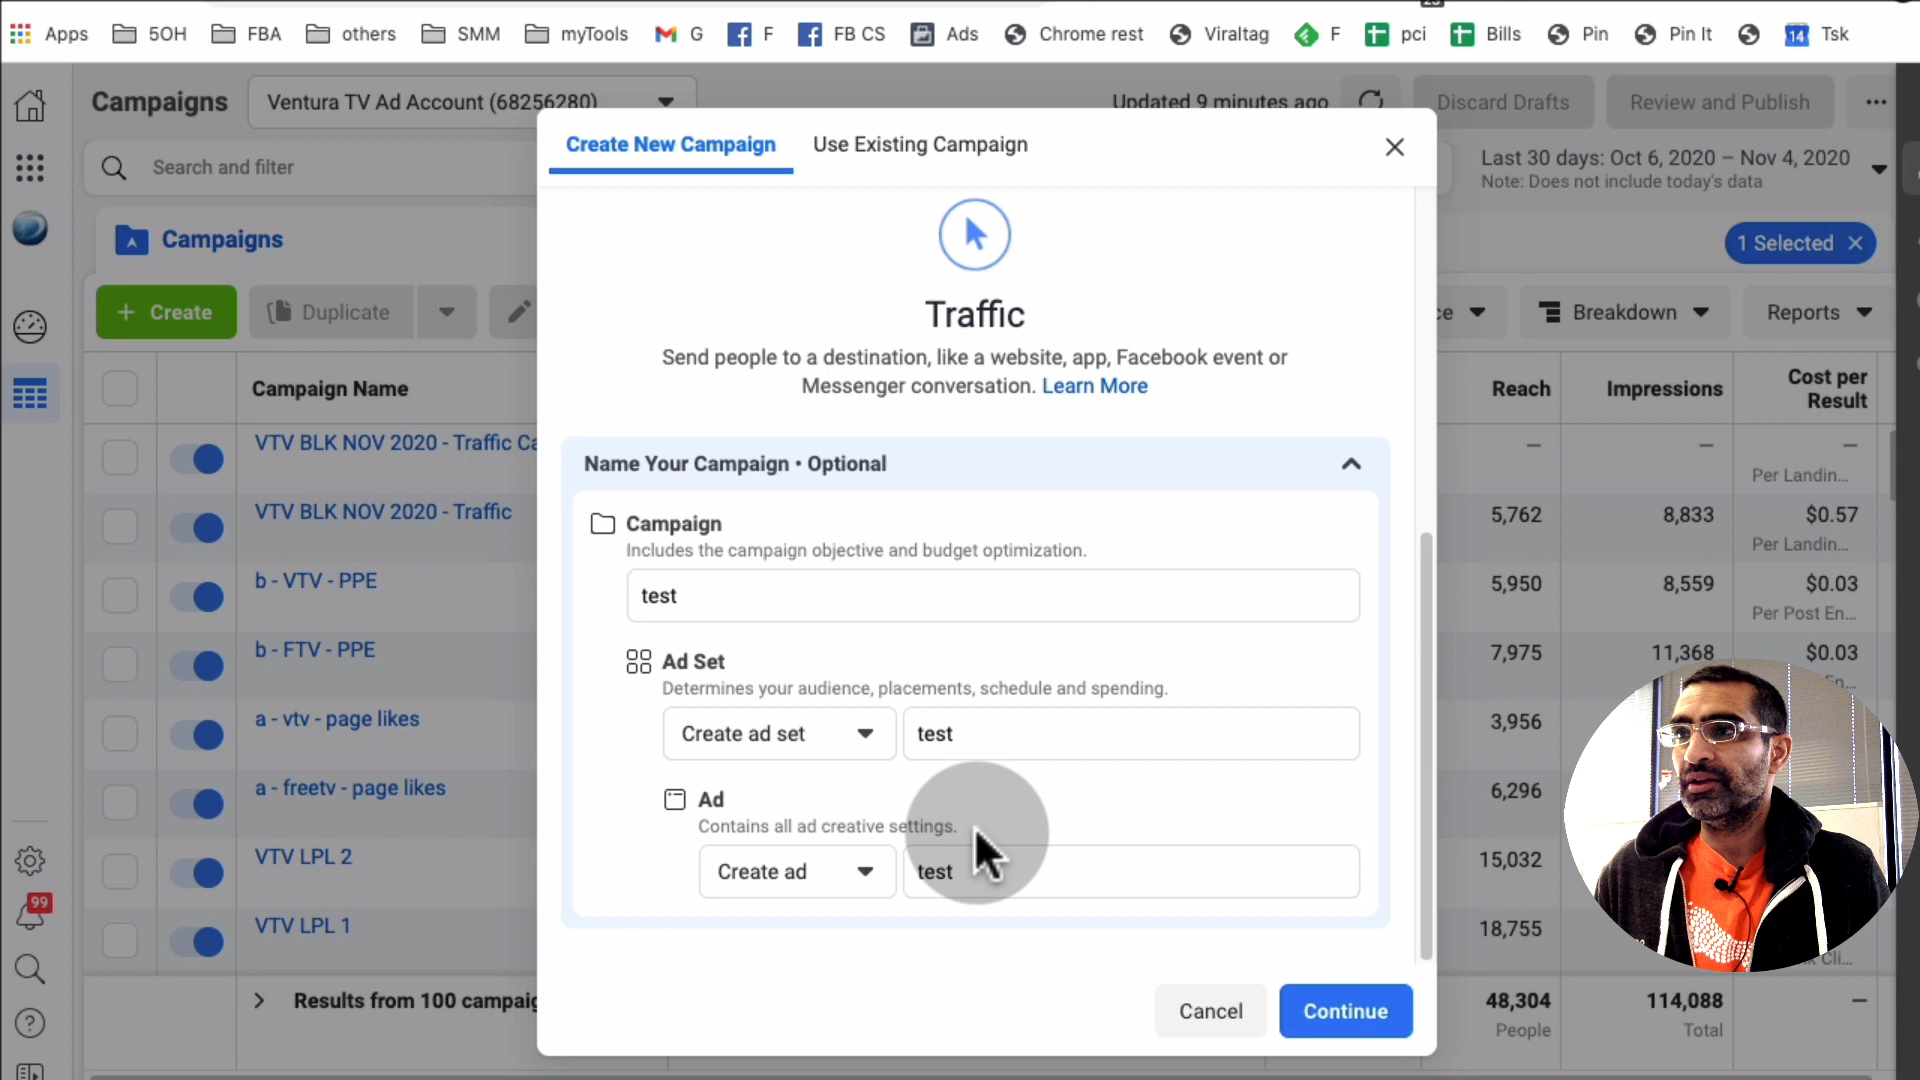 Apps 5OH FBA others SMM myTools G F FB CS Ads Chrome rest Viraltag F pci Bills Pin Pin It 14 Tsk
Campaigns Ventura TV Ad Account (68256280) Updated 9 minutes ago Discard Drafts Review and Publish
Create New Campaign Use Existing Campaign
Search and filter
Last 30 days: Oct 6, 2020 – Nov 4, 2020
Note: Does not include today's data
Campaigns
1 Selected
+ Create Duplicate
Breakdown Reports
Traffic
Send people to a destination, like a website, app, Facebook event or
Messenger conversation. Learn More
Campaign Name
Reach Impressions Cost per
Result
Name Your Campaign • Optional
Campaign
Includes the campaign objective and budget optimization.
test
Ad Set
Determines your audience, placements, schedule and spending.
Create ad set test
Ad
Contains all ad creative settings.
Create ad test
Cancel Continue
VTV BLK NOV 2020 - Traffic Ca
— — —
Per Landin...
VTV BLK NOV 2020 - Traffic
5,762 8,833 $0.57
Per Landin...
b - VTV - PPE
5,950 8,559 $0.03
Per Post En...
b - FTV - PPE
7,975 11,368 $0.03
a - vtv - page likes
3,956
a - freetv - page likes
6,296
VTV LPL 2
15,032
VTV LPL 1
18,755
99
Results from 100 campaig
48,304 114,088 —
People Total